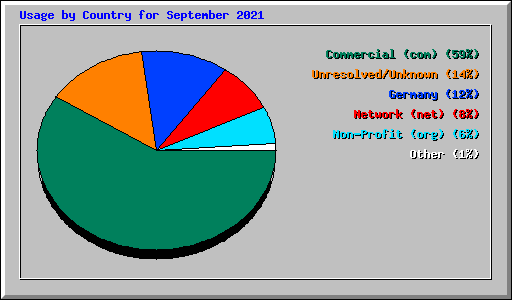 Usage by Country for September 2021
Commercial (com) (59%)
Unresolved/Unknown (14%)
Germany (12%)
Network (net) (8%)
Non-Profit (org) (6%)
Other (1%)